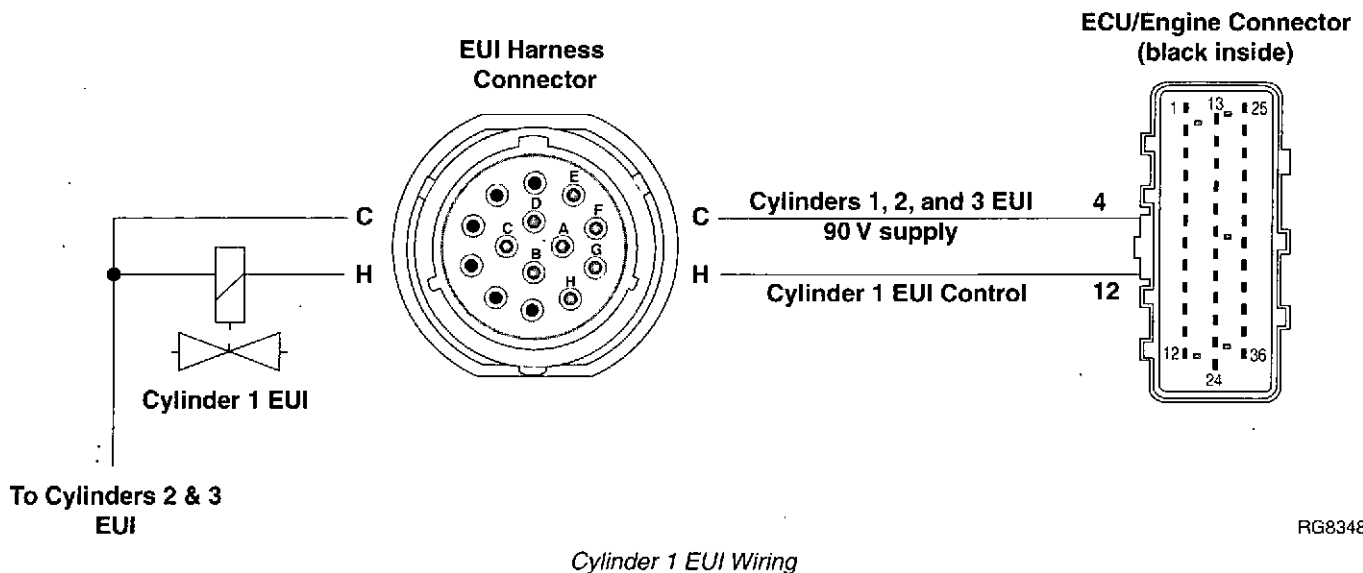 ECU/Engine Connector
(black inside)
EUI Harness
Connector
1 13 25
E
D
F
C A
G
B
H
12 36
24
C
H
C
H
Cylinders 1, 2, and 3 EUI
90 V supply
4
Cylinder 1 EUI Control
12
Cylinder 1 EUI
To Cylinders 2 & 3
EUI
RG8348
Cylinder 1 EUI Wiring